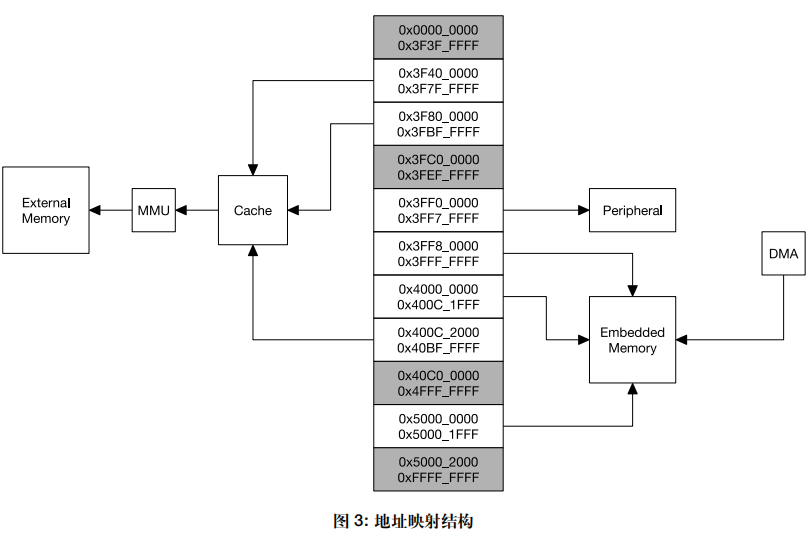 0x0000_0000
0x3F3F_FFFF
0x3F40_0000
0x3F7F_FFFF
0x3F80_0000
0x3FBF_FFFF
0x3FC0_0000
0x3FEF_FFFF
External
Memory
MMU
Cache
0x3FF0_0000
0x3FF7_FFFF
Peripheral
0x3FF8_0000
0x3FFF_FFFF
DMA
0x4000_0000
0x400C_1FFF
0x400C_2000
0x40BF_FFFF
Embedded
Memory
0x40C0_0000
0x4FFF_FFFF
0x5000_0000
0x5000_1FFF
0x5000_2000
0xFFFF_FFFF
图 3: 地址映射结构